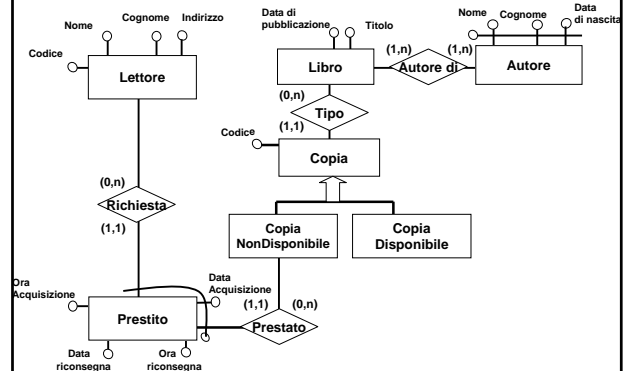 Nome
Cognome
Indirizzo
Codice
Lettore
Data di
pubblicazione
Titolo
Libro
(1,n)
(1,n)
Autore di
Nome
Cognome
Data
di nascita
Autore
(0,n)
Tipo
(1,1)
Codice
Copia
(0,n)
Richiesta
(1,1)
Copia
NonDisponibile
Copia
Disponibile
Ora
Acquisizione
Data
Acquisizione
Prestito
(1,1)
(0,n)
Prestato
Data
riconsegna
Ora
riconsegna